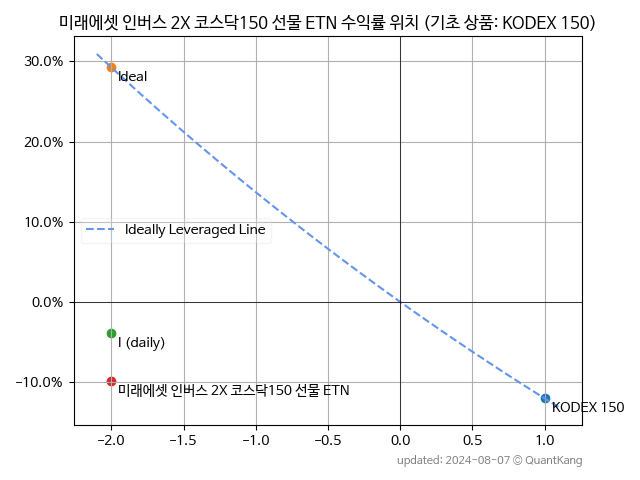 미래에셋 인버스 2X 코스닥150 선물 ETN 수익률 위치 (기초 상품: KODEX 150)
30.0%
Ideal
20.0%
10.0%
Ideally Leveraged Line
0.0%
I (daily)
−10.0%
미래에셋 인버스 2X 코스닥150 선물 ETN
KODEX 150
−2.0 −1.5 −1.0 −0.5 0.0 0.5 1.0
updated: 2024-08-07 © QuantKang